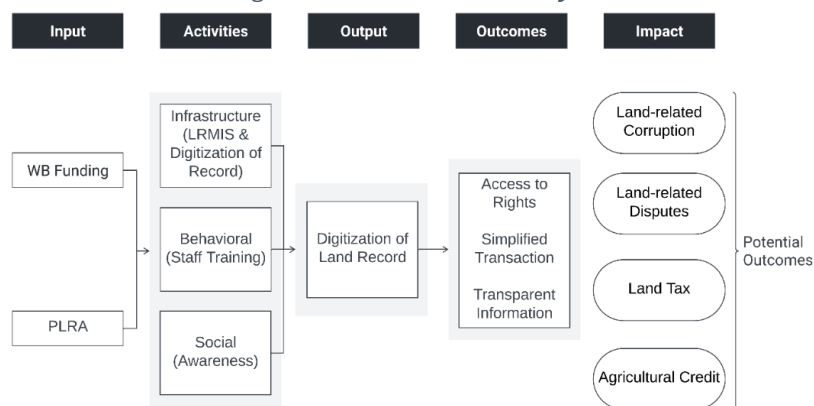 Input
Activities
Output
Outcomes
Impact
WB Funding
PLRA
Infrastructure
(LRMIS &
Digitization of
Record)
Behavioral
(Staff Training)
Social
(Awareness)
Digitization of
Land Record
Access to
Rights
Simplified
Transaction
Transparent
Information
Land-related
Corruption
Land-related
Disputes
Land Tax
Agricultural Credit
Potential
Outcomes